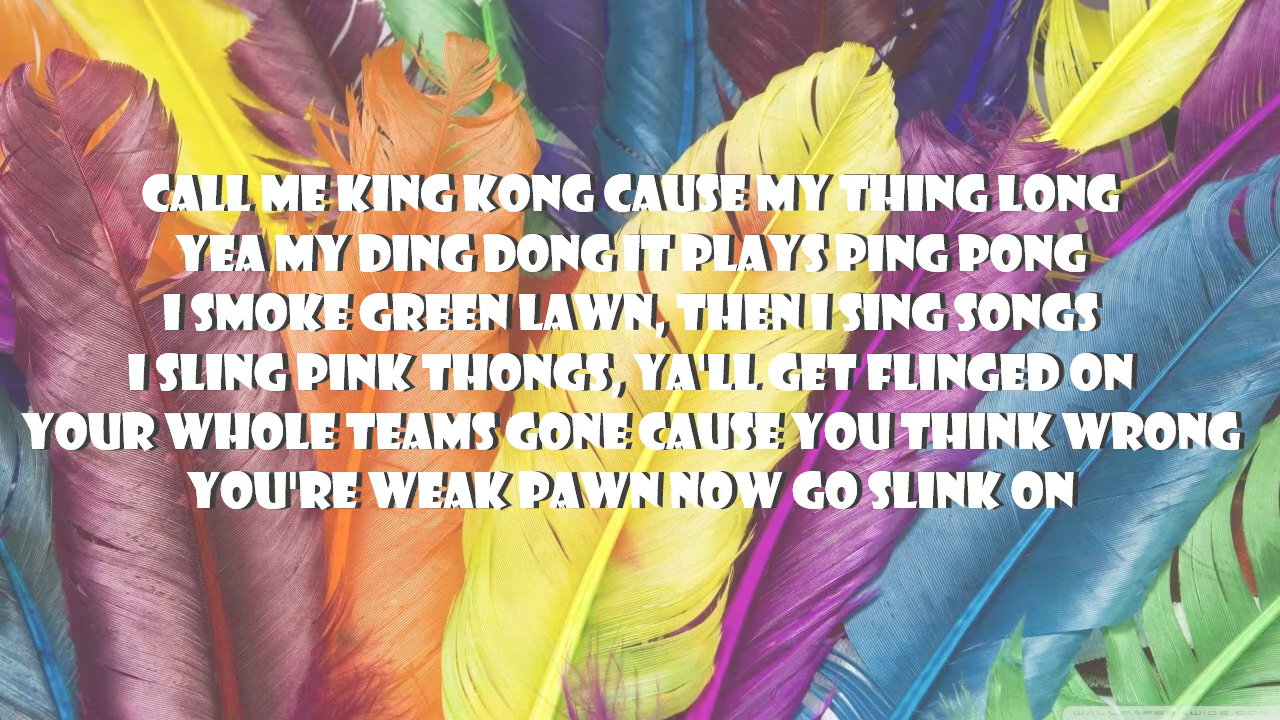 CALL ME KING KONG CAUSE MY THING LONG
YEA MY DING DONG IT PLAYS PING PONG
I SMOKE GREEN LAWN, THEN I SING SONGS
I SLING PINK THONGS, YA'LL GET FLINGED ON
YOUR WHOLE TEAMS GONE CAUSE YOU THINK WRONG
YOU'RE WEAK PAWN NOW GO SLINK ON